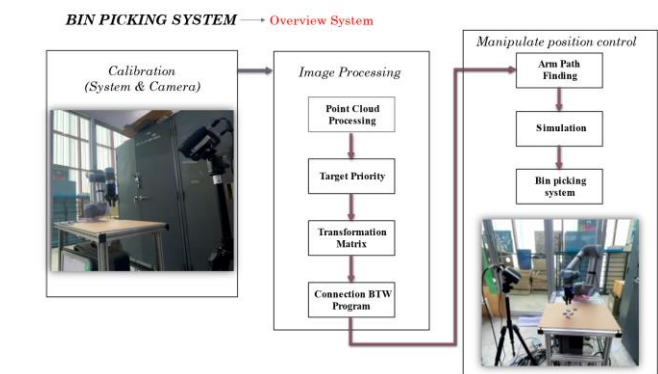 BIN PICKING SYSTEM → Overview System
Calibration
(System & Camera)
Image Processing
Point Cloud
Processing
Target Priority
Transformation
Matrix
Connection BTW
Program
Manipulate position control
Arm Path
Finding
Simulation
Bin picking
system